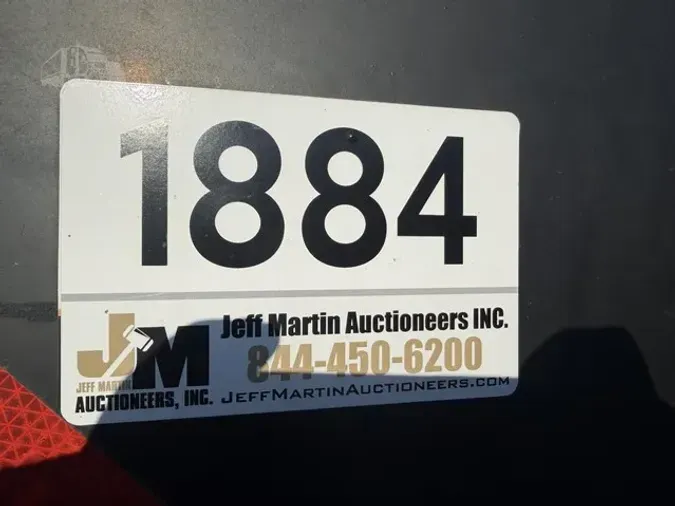 1884
JM
JEFF MARTIN
AUCTIONEERS, INC.
Jeff Martin Auctioneers INC.
844-450-6200
JEFFMARTINAUCTIONEERS.COM